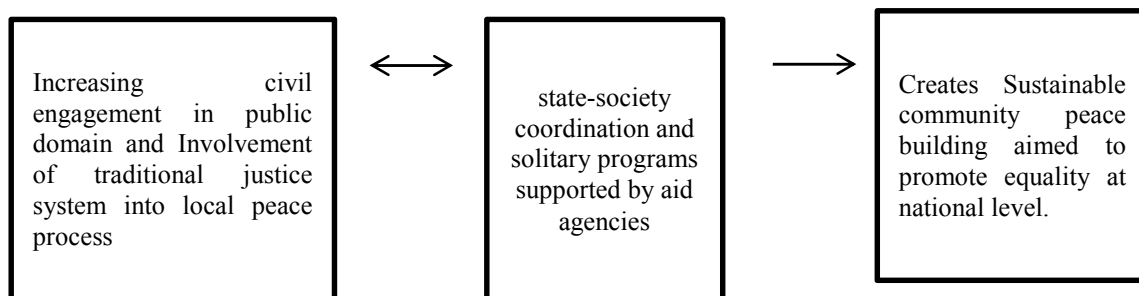 Increasing civil
engagement in public
domain and Involvement
of traditional justice
system into local peace
process
state-society
coordination and
solitary programs
supported by aid
agencies
Creates Sustainable
community peace
building aimed to
promote equality at
national level.